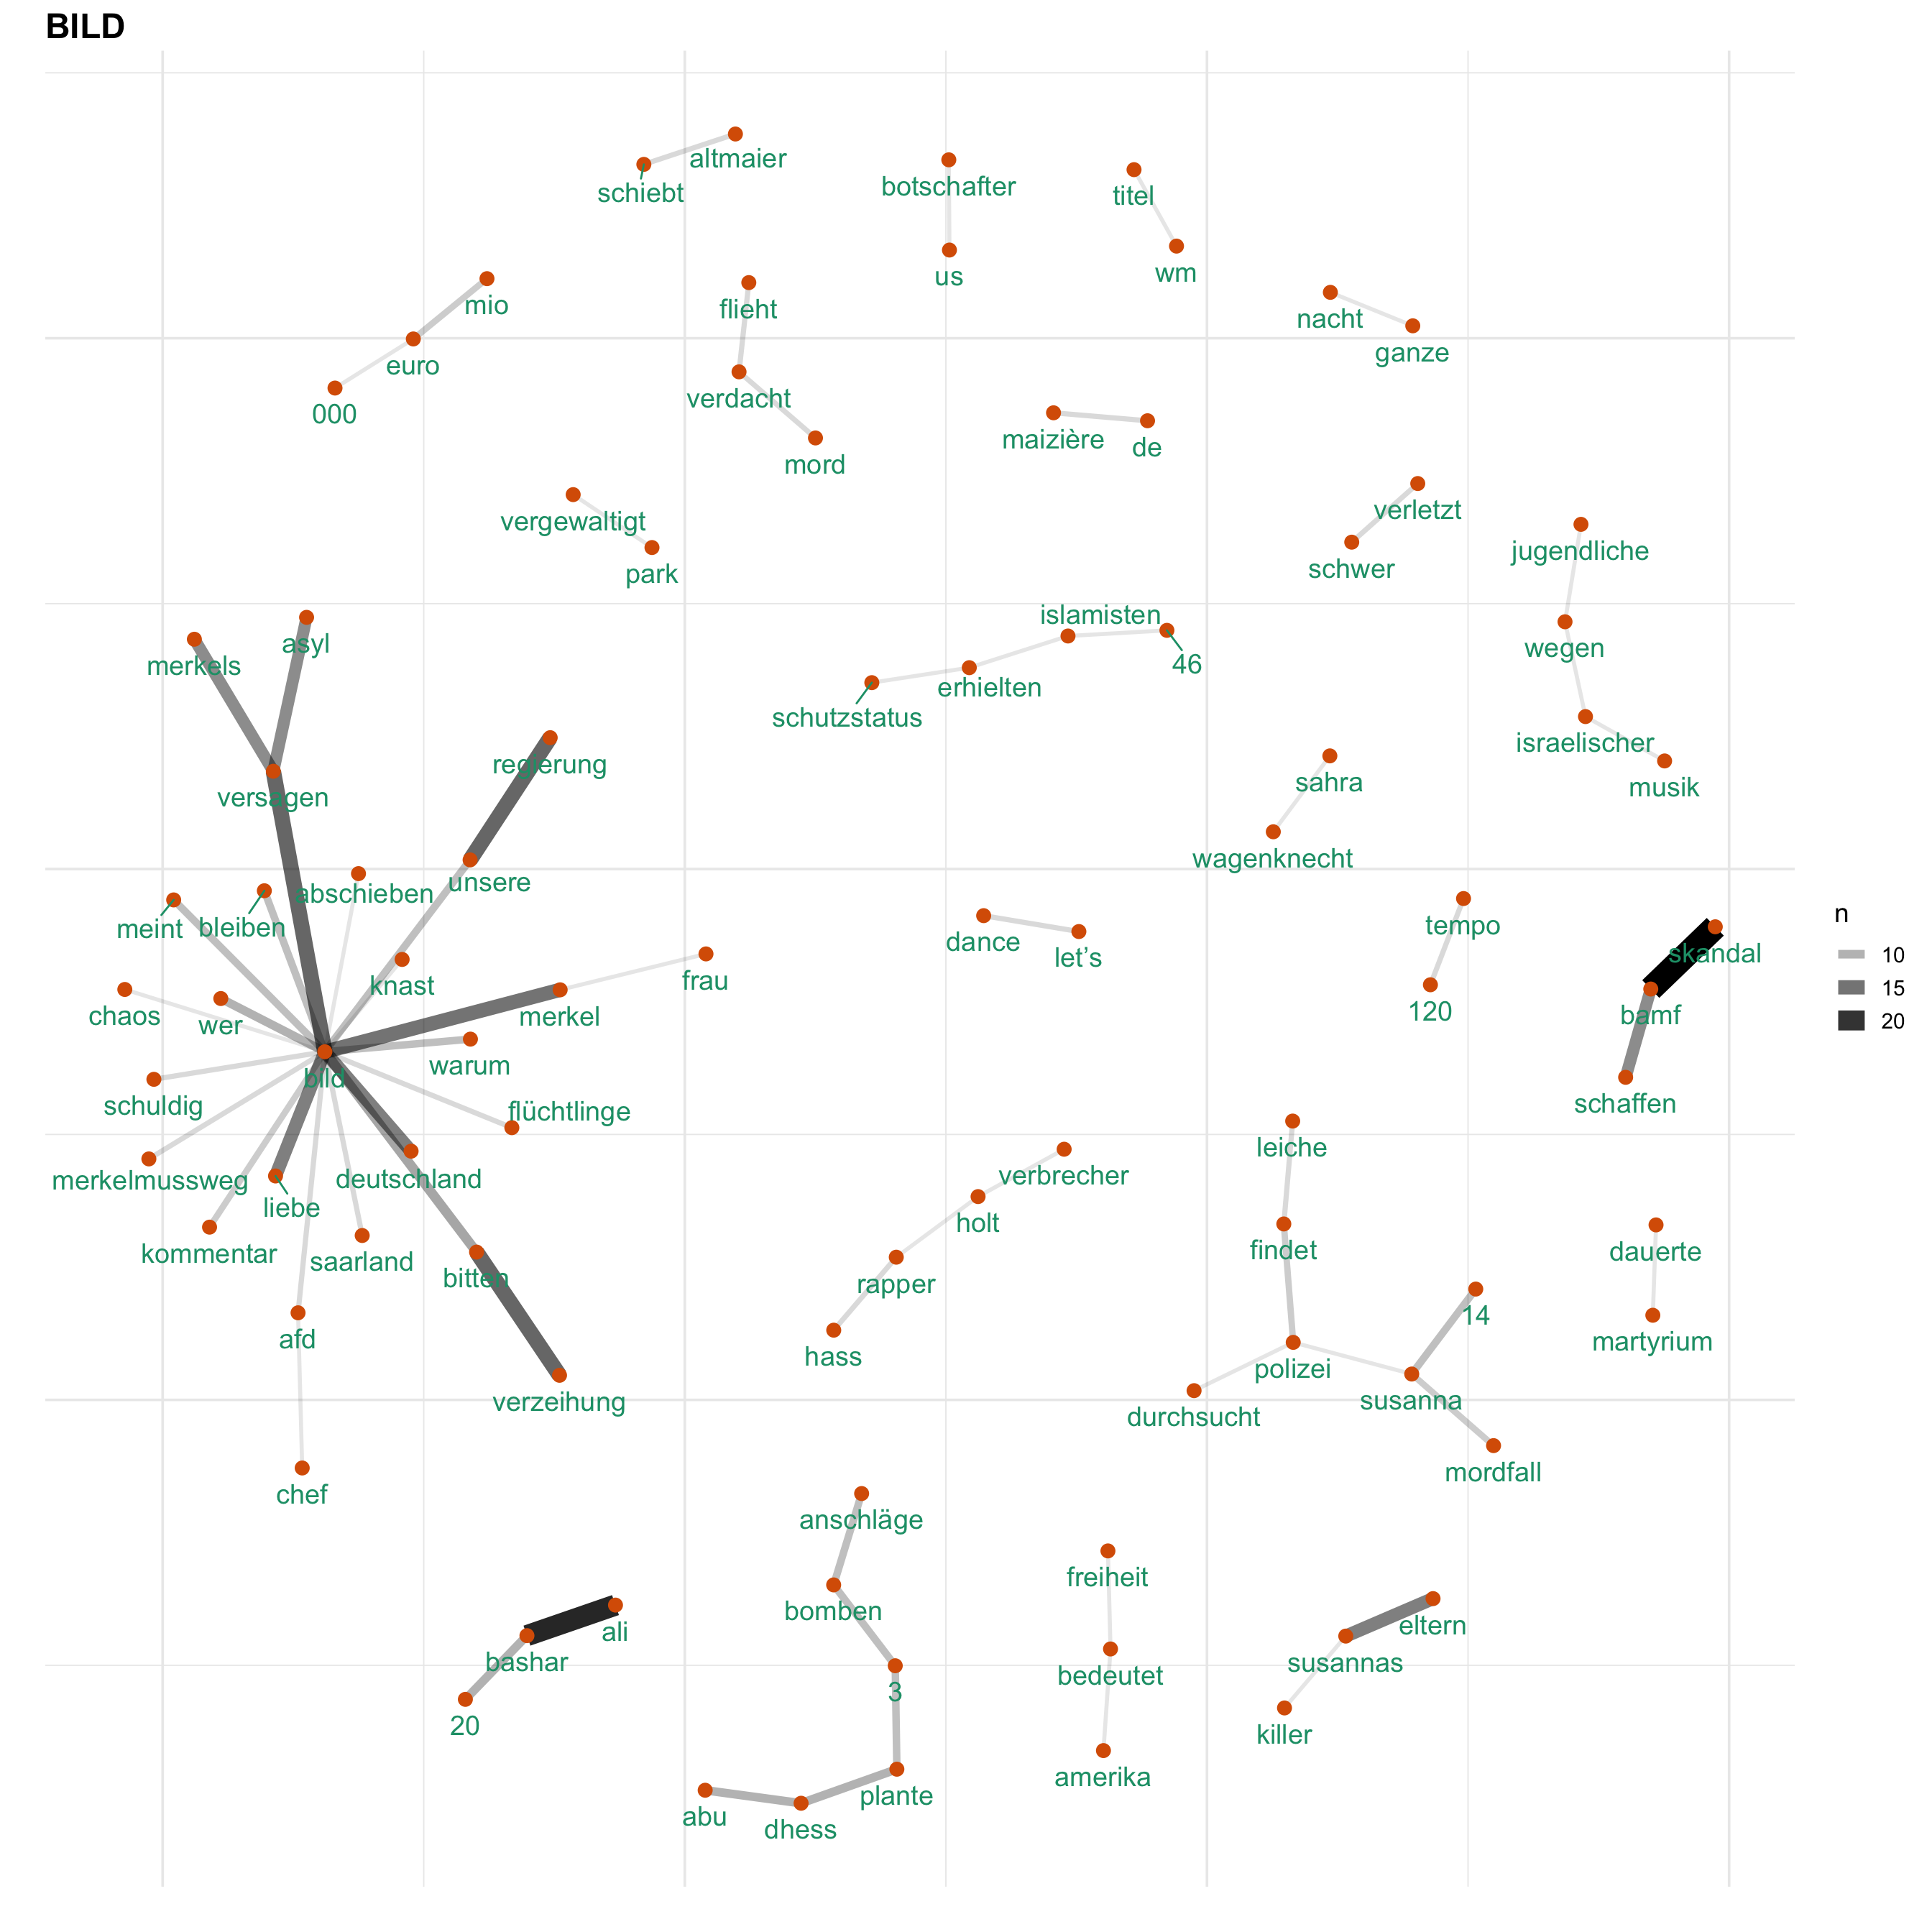 BILD
altmaier
schiebt
botschafter
titel
us
wm
mio
flieht
nacht
euro
ganze
000
verdacht
maizière
de
mord
vergewaltigt
verletzt
park
schwer
jugendliche
islamisten
asyl
merkels
46
wegen
erhielten
schutzstatus
israelischer
regierung
sahra
musik
versagen
wagenknecht
unsere
abschieben
meint
bleiben
n
tempo
dance
let’s
skandal
10
knast
frau
15
chaos
wer
merkel
120
bamf
20
warum
bild
schuldig
flüchtlinge
schaffen
leiche
merkelmussweg
deutschland
verbrecher
liebe
holt
kommentar
saarland
findet
dauerte
bitten
rapper
14
afd
hass
polizei
martyrium
verzeihung
durchsucht
susanna
mordfall
chef
anschläge
freiheit
bomben
ali
eltern
bashar
bedeutet
susannas
3
20
killer
amerika
plante
abu
dhess